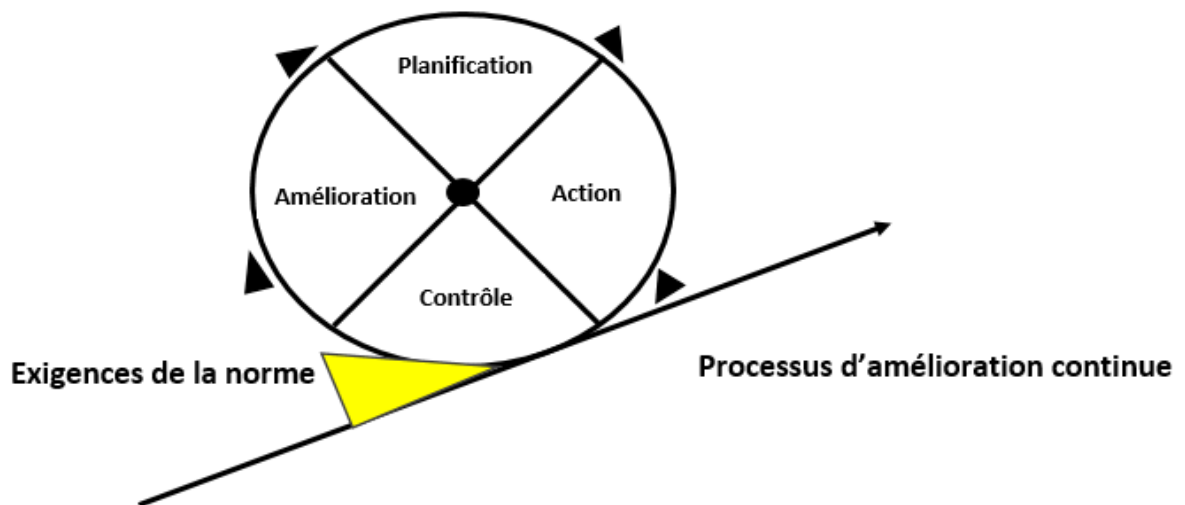 Planification
Amélioration
Action
Contrôle
Exigences de la norme
Processus d’amélioration continue